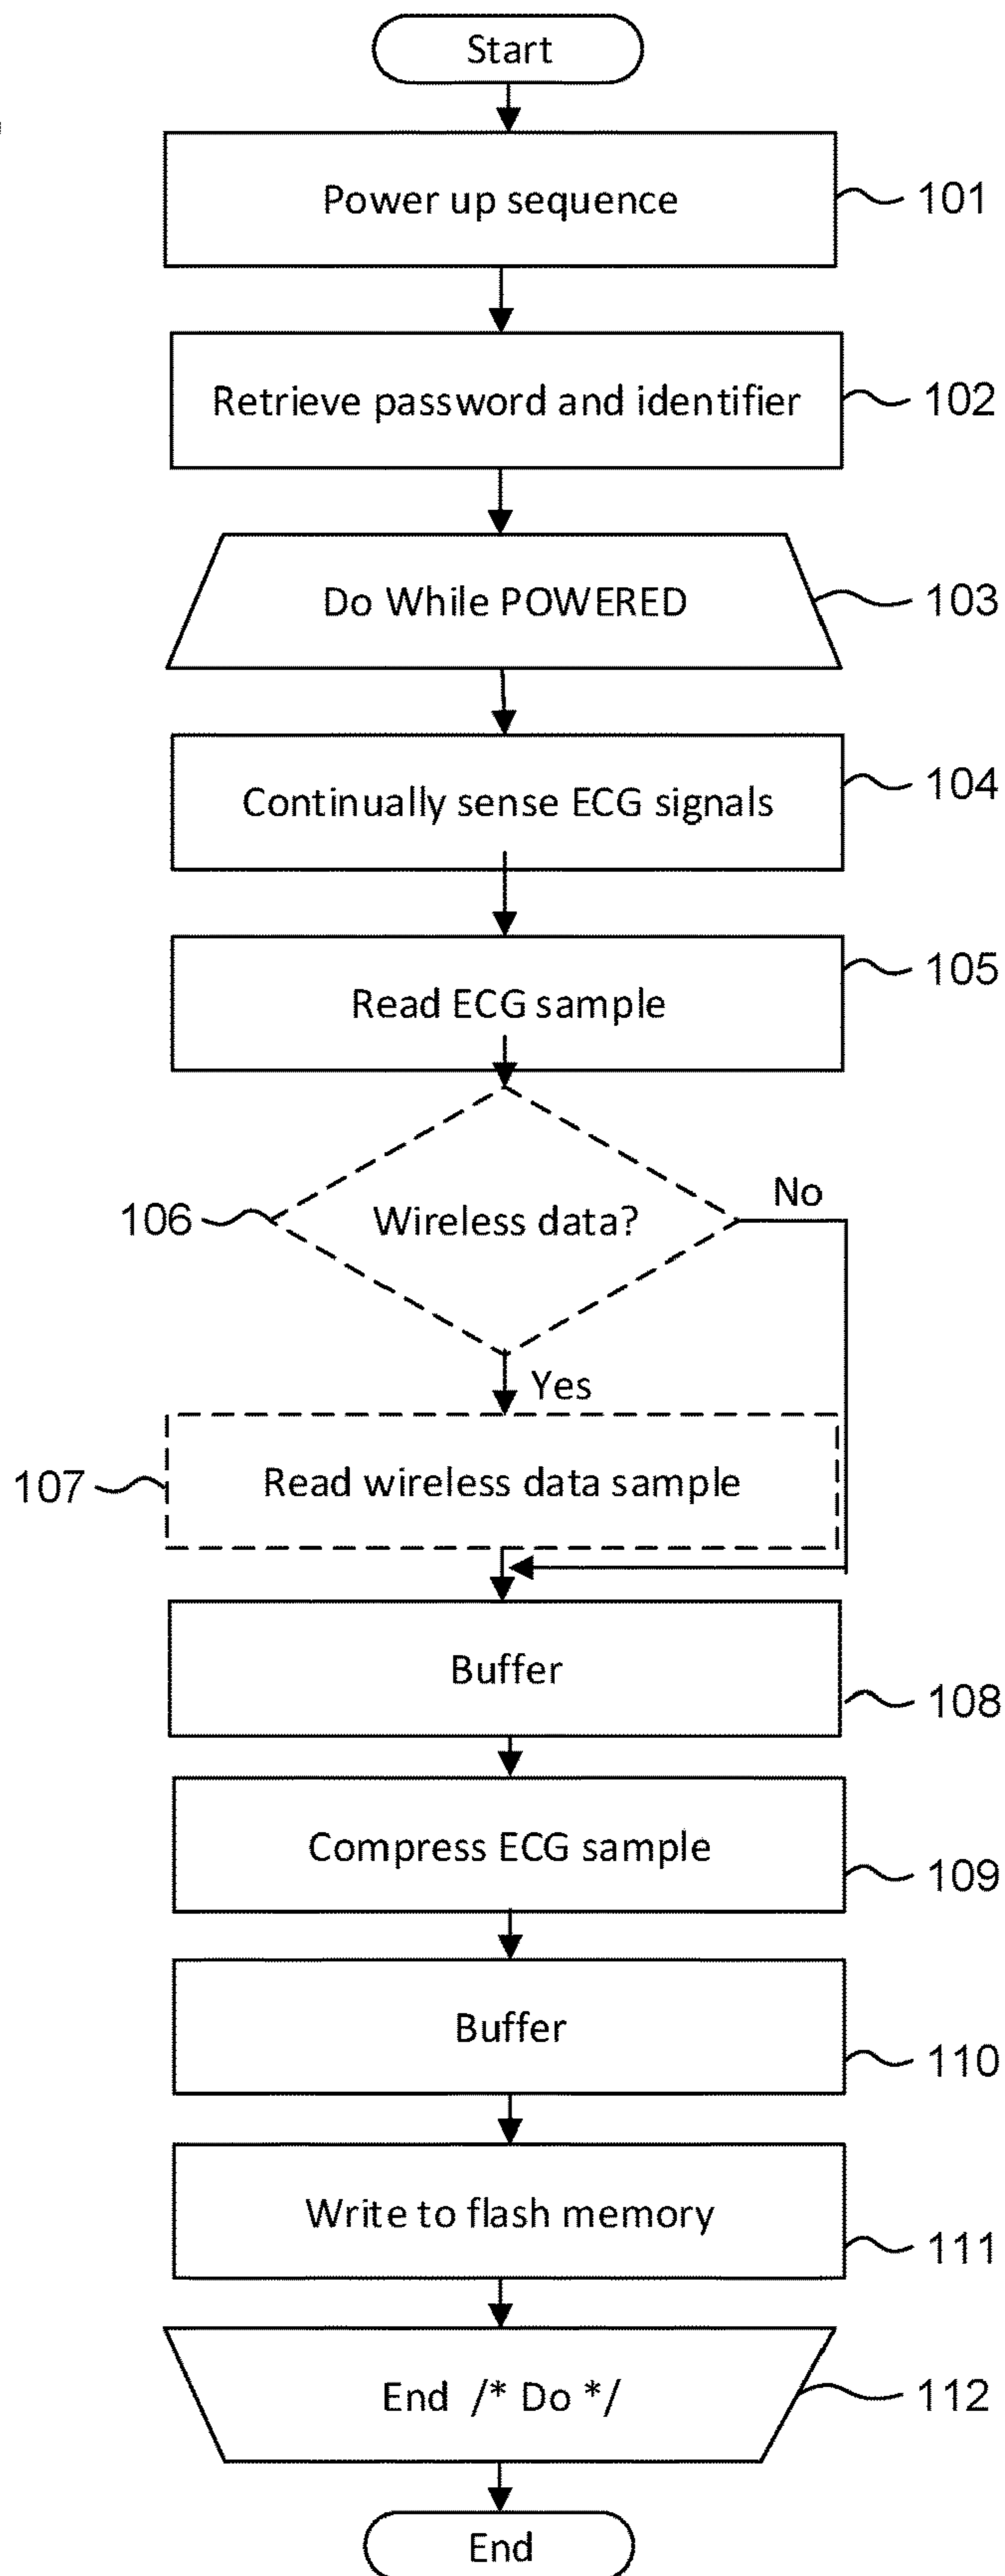 Start
Power up sequence
101
Retrieve password and identifier
102
Do While POWERED
103
Continually sense ECG signals
104
Read ECG sample
105
106
Wireless data?
No
Yes
107
Read wireless data sample
Buffer
108
Compress ECG sample
109
Buffer
110
Write to flash memory
111
End /* Do */
112
End